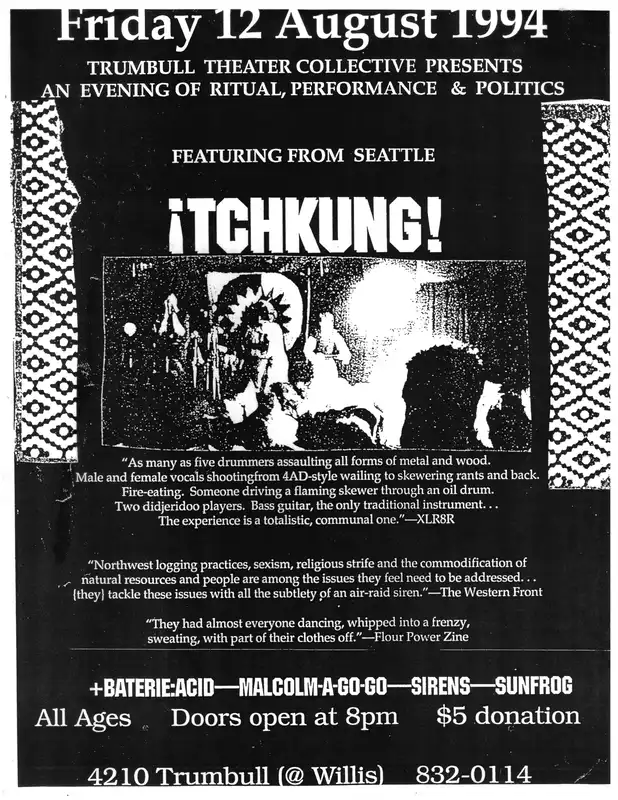 Friday 12 August 1994
TRUMBULL THEATER COLLECTIVE PRESENTS
AN EVENING OF RITUAL, PERFORMANCE & POLITICS
FEATURING FROM SEATTLE
¡TCHKUNG!
"As many as five drummers assaulting all forms of metal and wood.
Male and female vocals shootingfrom 4AD-style wailing to skewering rants and back.
Fire-eating. Someone driving a flaming skewer through an oil drum.
Two didjeridoo players. Bass guitar, the only traditional instrument. . .
The experience is a totalistic, communal one."—XLR8R
"Northwest logging practices, sexism, religious strife and the commodification of
natural resources and people are among the issues they feel need to be addressed. . .
{they} tackle these issues with all the subtlety of an air-raid siren."—The Western Front
"They had almost everyone dancing, whipped into a frenzy,
sweating, with part of their clothes off."—Flour Power Zine
+BATERIE:ACID—MALCOLM-A-GO-GO—SIRENS—SUNFROG
All Ages Doors open at 8pm $5 donation
4210 Trumbull (@ Willis) 832-0114